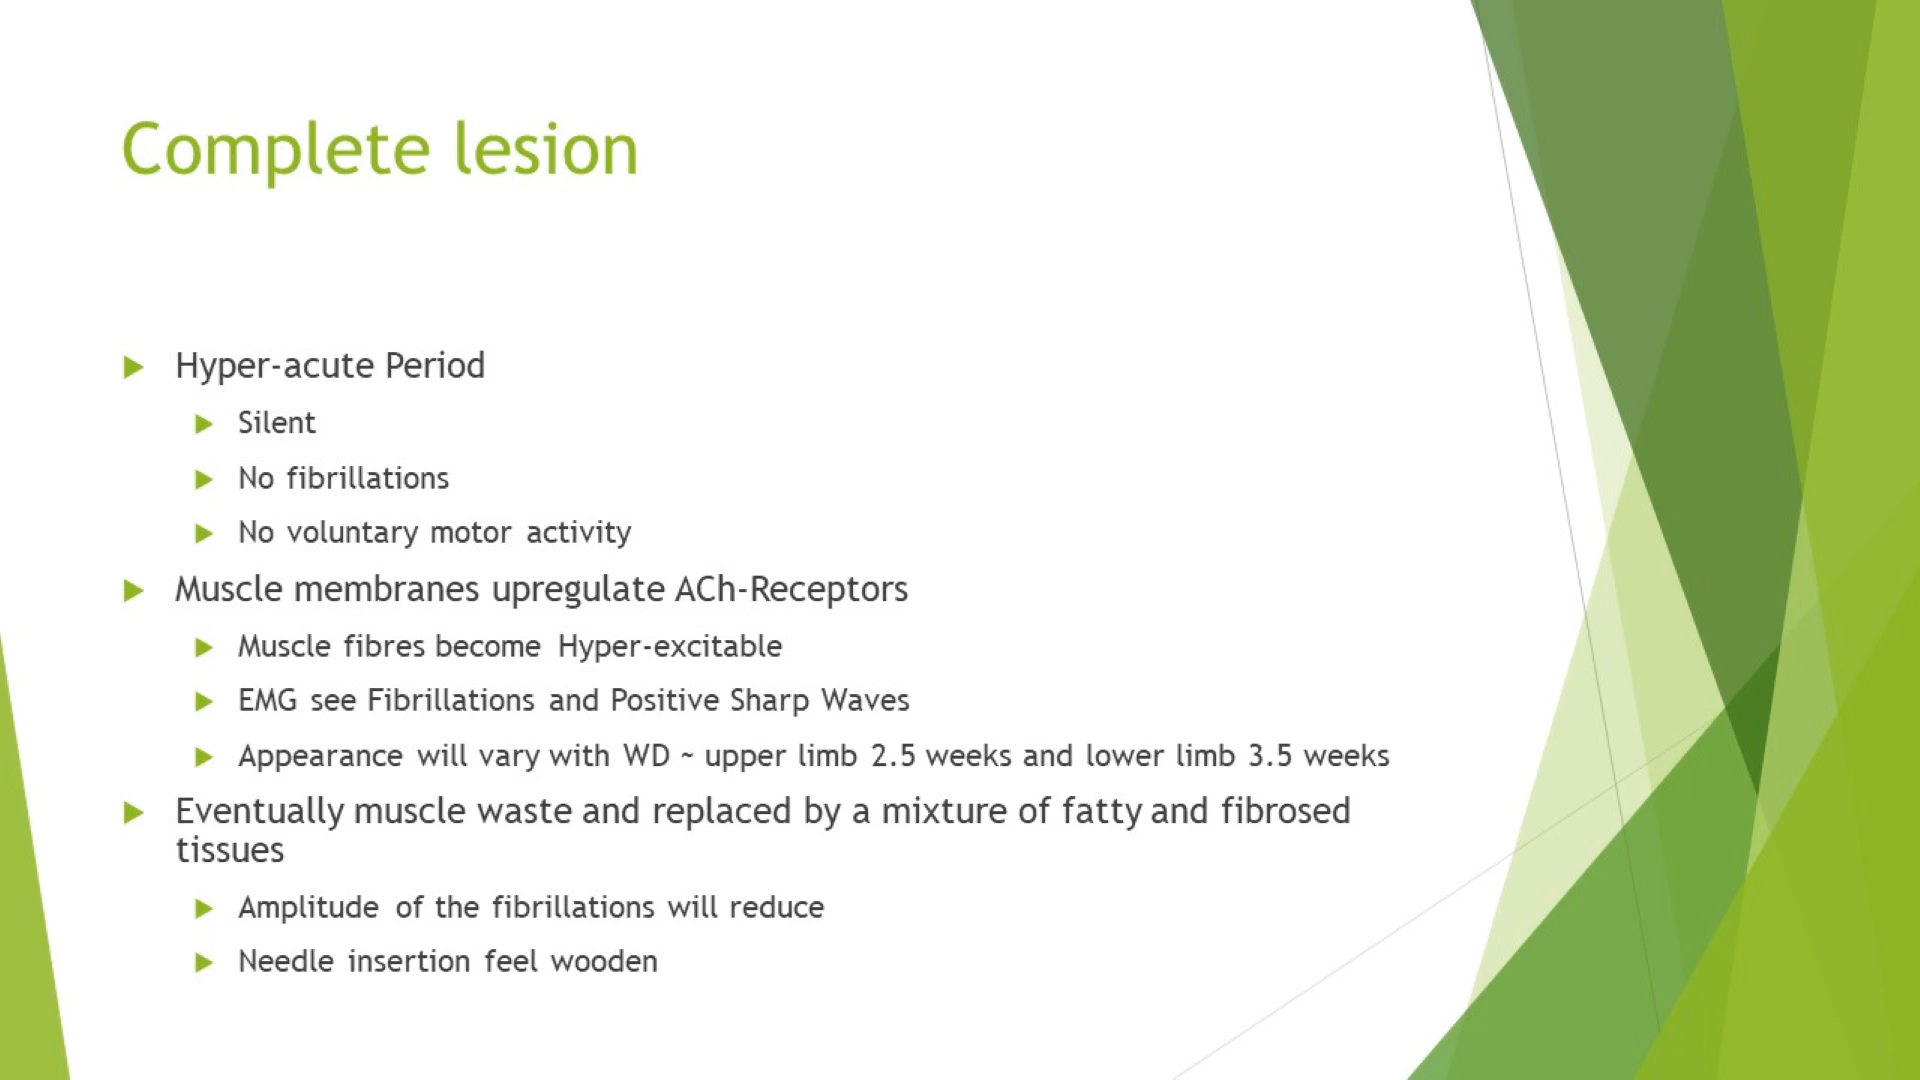 Complete lesion
Hyper-acute Period
Silent
No fibrillations
No voluntary motor activity
Muscle membranes upregulate ACh-Receptors
Muscle fibres become Hyper-excitable
EMG see Fibrillations and Positive Sharp Waves
Appearance will vary with WD ~ upper limb 2.5 weeks and lower limb 3.5 weeks
Eventually muscle waste and replaced by a mixture of fatty and fibrosed
tissues
Amplitude of the fibrillations will reduce
Needle insertion feel wooden